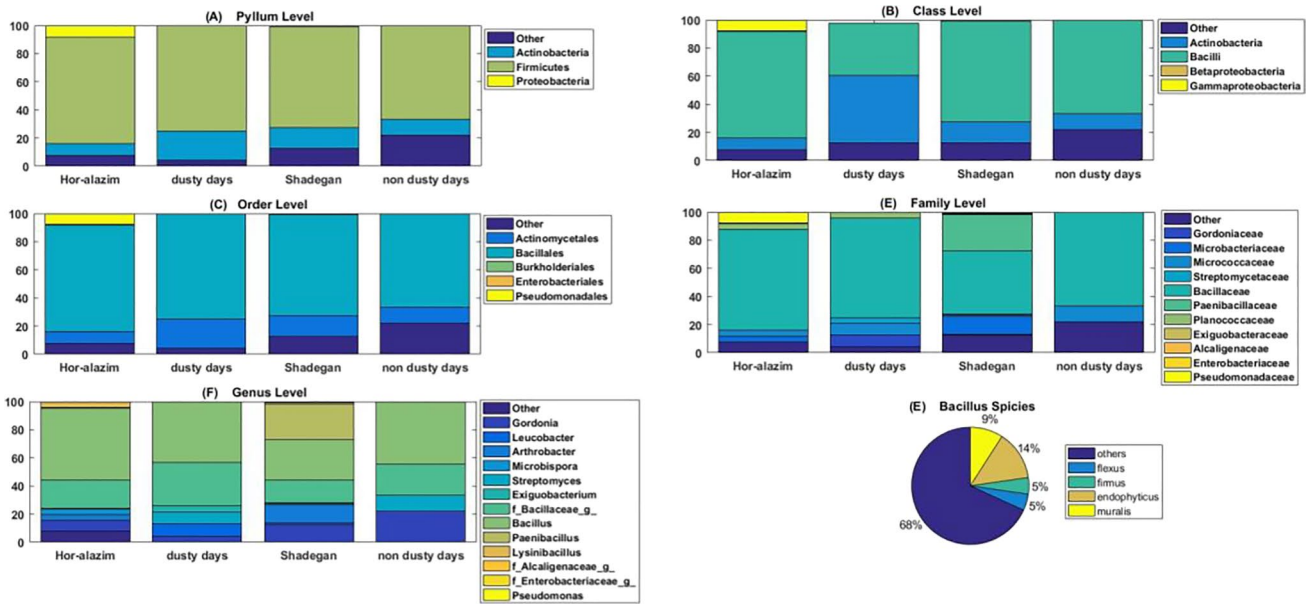 (A) Pyllum Level
100
80
60
40
20
0
Hor-alazim dusty days Shadegan non dusty days
Other
Actinobacteria
Firmicutes
Proteobacteria
(B) Class Level
100
80
60
40
20
0
Hor-alazim dusty days Shadegan non dusty days
Other
Actinobacteria
Bacilli
Betaproteobacteria
Gammaproteobacteria
(C) Order Level
100
80
60
40
20
0
Hor-alazim dusty days Shadegan non dusty days
Other
Actinomycetales
Bacillales
Burkholderiales
Enterobacteriales
Pseudomonadales
(E) Family Level
100
80
60
40
20
0
Hor-alazim dusty days Shadegan non dusty days
Other
Gordoniaceae
Microbacteriaceae
Micrococcaceae
Streptomycetaceae
Bacillaceae
Paenibacillaceae
Planococcaceae
Exiguobacteraceae
Alcaligenaceae
Enterobacteriaceae
Pseudomonadaceae
(F) Genus Level
100
80
60
40
20
0
Hor-alazim dusty days Shadegan non dusty days
Other
Gordonia
Leucobacter
Arthrobacter
Microbispora
Streptomyces
Exiguobacterium
f_Bacillaceae_g_
Bacillus
Paenibacillus
Lysinibacillus
f_Alcaligenaceae_g_
f_Enterobacteriaceae_g_
Pseudomonas
(E) Bacillus Spicies
9%
14%
5%
5%
68%
others
flexus
firmus
endophyticus
muralis